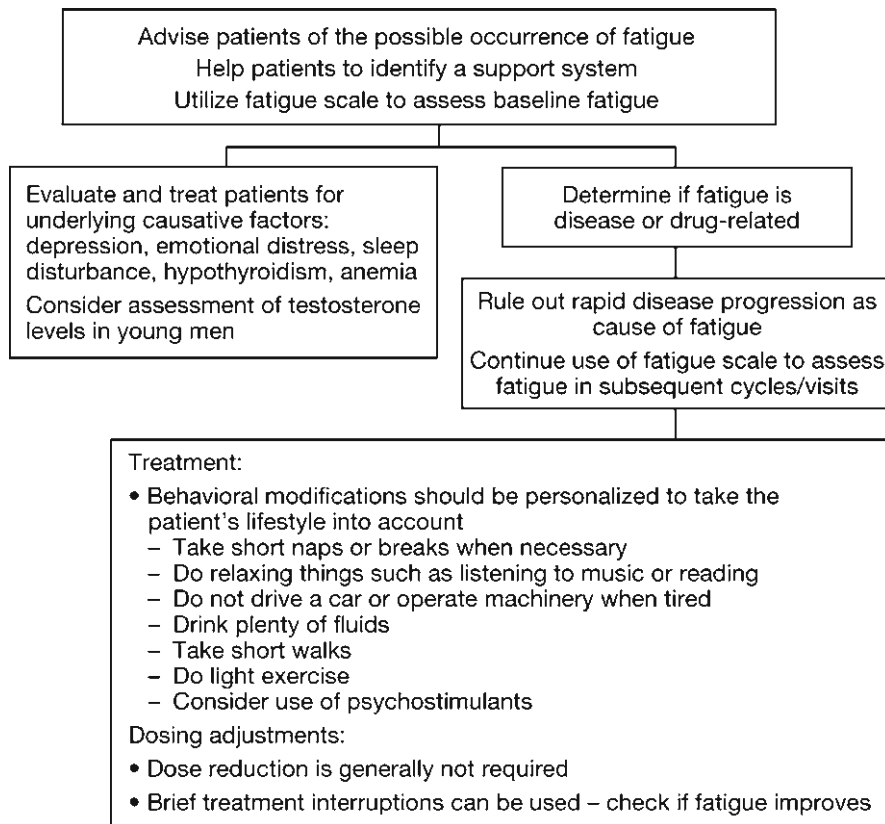 Advise patients of the possible occurrence of fatigue
Help patients to identify a support system
Utilize fatigue scale to assess baseline fatigue
Evaluate and treat patients for
underlying causative factors:
depression, emotional distress, sleep
disturbance, hypothyroidism, anemia
Consider assessment of testosterone
levels in young men
Determine if fatigue is
disease or drug-related
Rule out rapid disease progression as
cause of fatigue
Continue use of fatigue scale to assess
fatigue in subsequent cycles/visits
Treatment:
• Behavioral modifications should be personalized to take the
patient's lifestyle into account
– Take short naps or breaks when necessary
– Do relaxing things such as listening to music or reading
– Do not drive a car or operate machinery when tired
– Drink plenty of fluids
– Take short walks
– Do light exercise
– Consider use of psychostimulants
Dosing adjustments:
• Dose reduction is generally not required
• Brief treatment interruptions can be used – check if fatigue improves